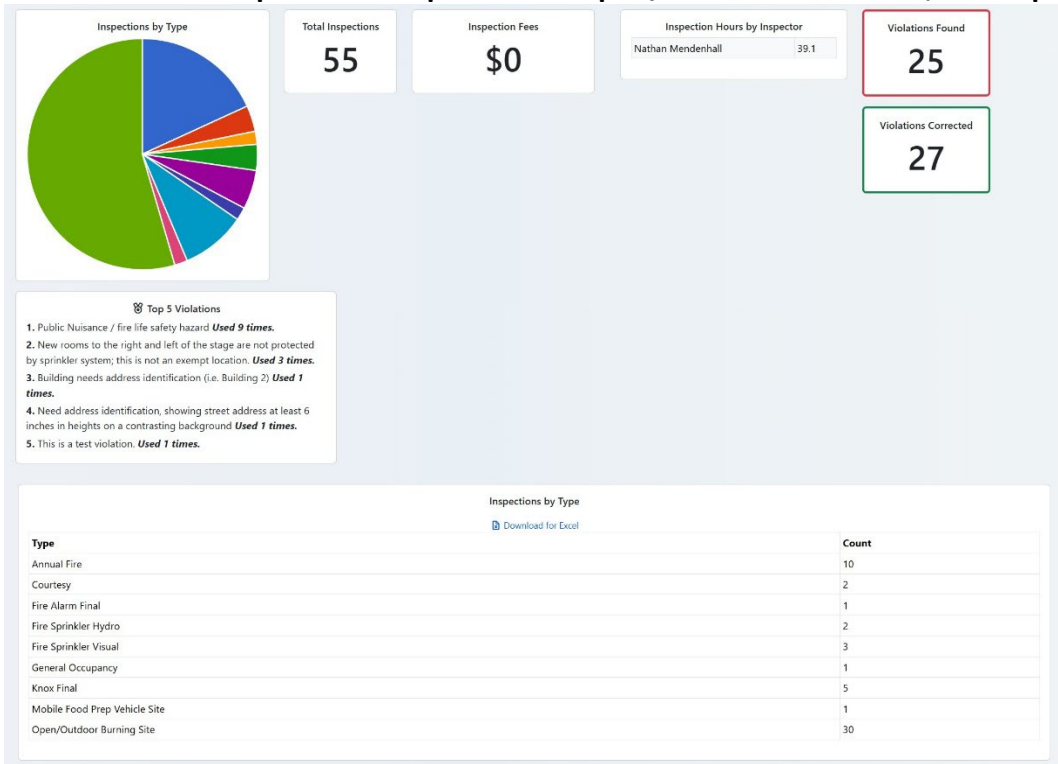 Inspections by Type
Total Inspections
55
Inspection Fees
$0
Inspection Hours by Inspector
Nathan Mendenhall 39.1
Violations Found
25
Violations Corrected
27
Top 5 Violations
1. Public Nuisance / fire life safety hazard Used 9 times.
2. New rooms to the right and left of the stage are not protected
by sprinkler system; this is not an exempt location. Used 3 times.
3. Building needs address identification (i.e. Building 2) Used 1
times.
4. Need address identification, showing street address at least 6
inches in heights on a contrasting background Used 1 times.
5. This is a test violation. Used 1 times.
Inspections by Type
Download for Excel
Type Count
Annual Fire 10
Courtesy 2
Fire Alarm Final 1
Fire Sprinkler Hydro 2
Fire Sprinkler Visual 3
General Occupancy 1
Knox Final 5
Mobile Food Prep Vehicle Site 1
Open/Outdoor Burning Site 30